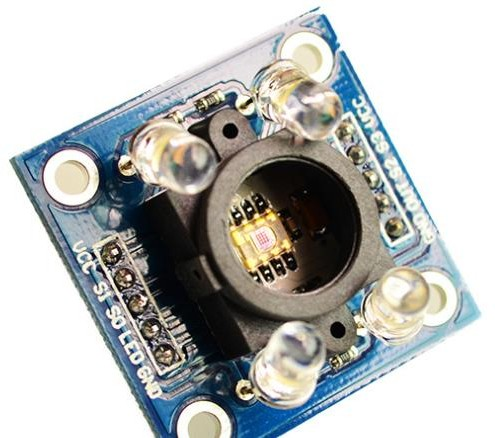 VCC S1 S0 LED GND
GND OUT S2 S3 VCC